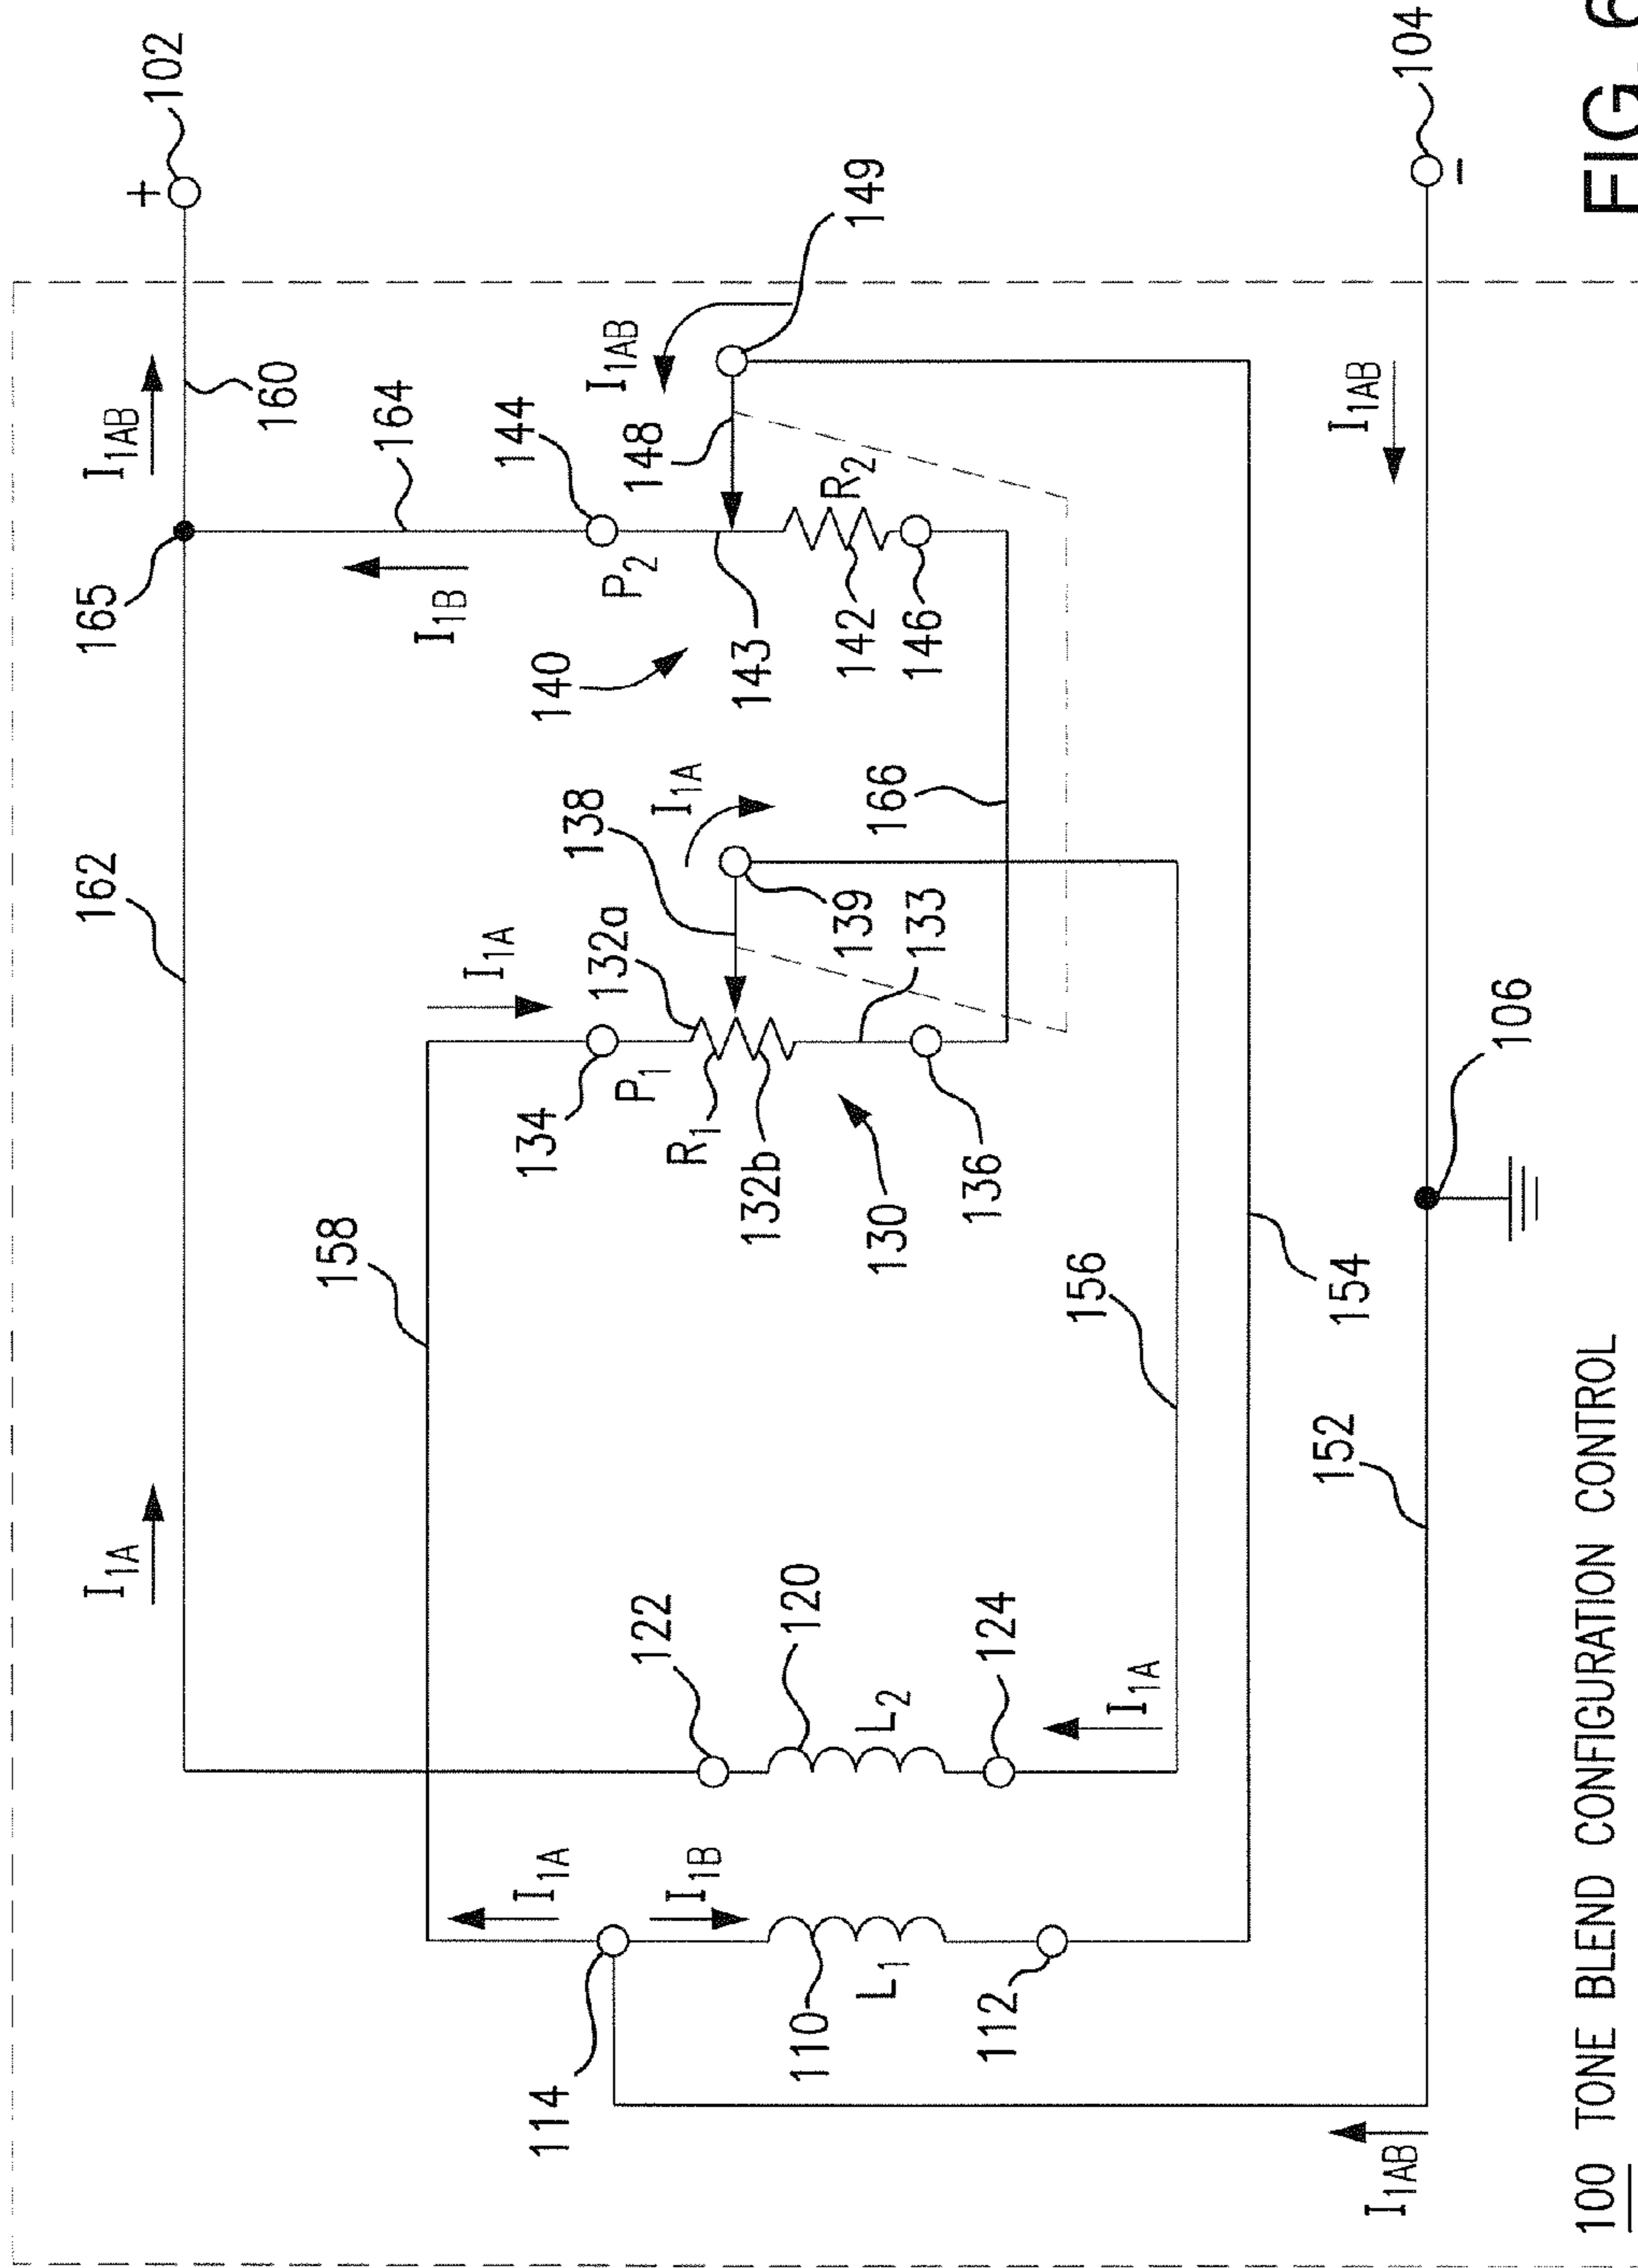 I1AB
102
+
165
162
I1A
I1AB
160
164
I1B
158
144
P2
I1AB
149
148
143
R2
142
146
140
I1A
138
I1A
132a
134
P1
R1
132b
139
133
130
136
166
122
120
L2
124
I1A
156
I1A
I1B
114
110
L1
112
154
152
106
I1AB
104
–
I1AB
100 TONE BLEND CONFIGURATION CONTROL
FIG. 6